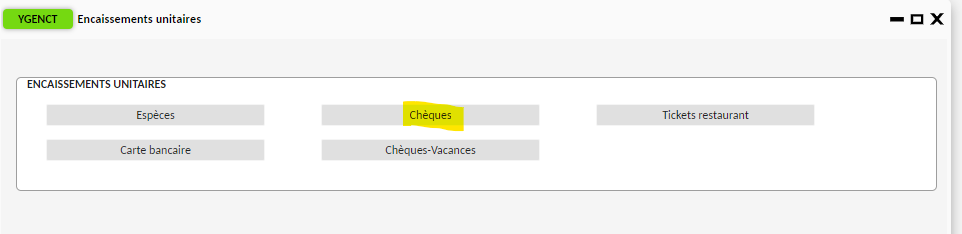 YGENCT Encaissements unitaires
ENCAISSEMENTS UNITAIRES
Espèces Chèques Tickets restaurant
Carte bancaire Chèques-Vacances